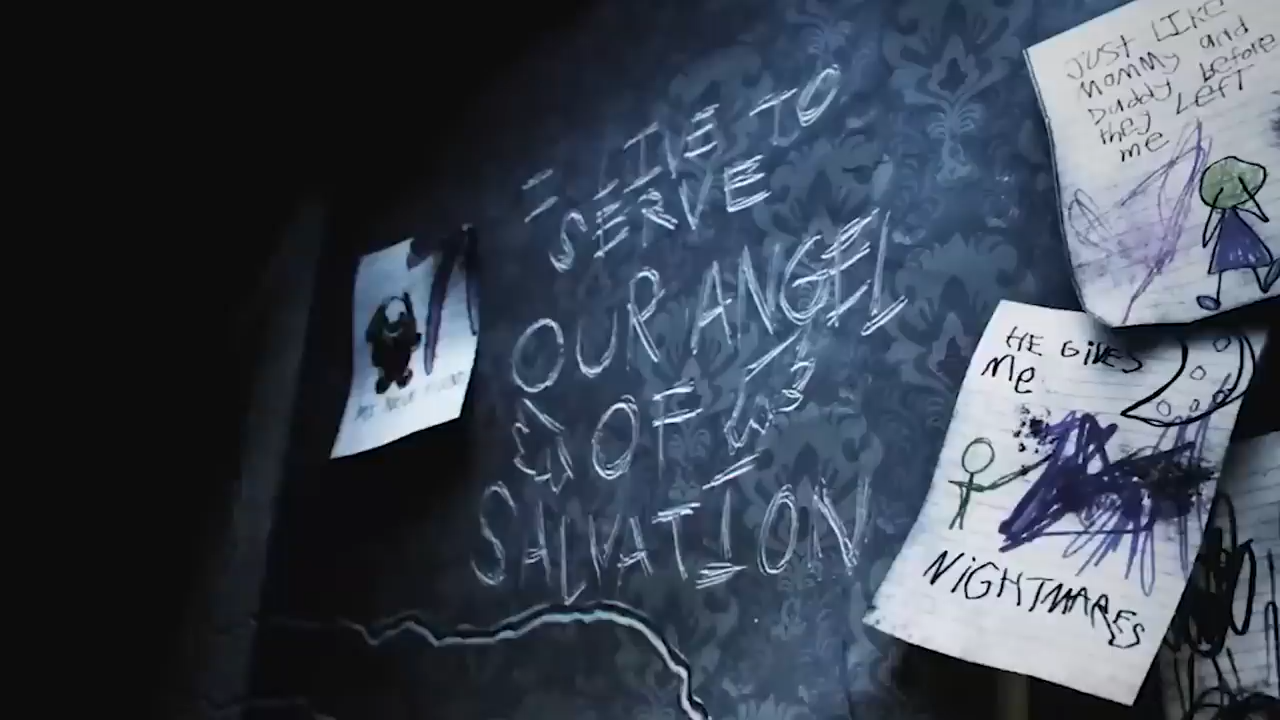 I LIVE TO
SERVE
OUR ANGEL
OF
SALVATION
JUST LIKE
MOMMY and
DADDY before
they LEFT
me
HE GIVES
Me
NIGHTMARES